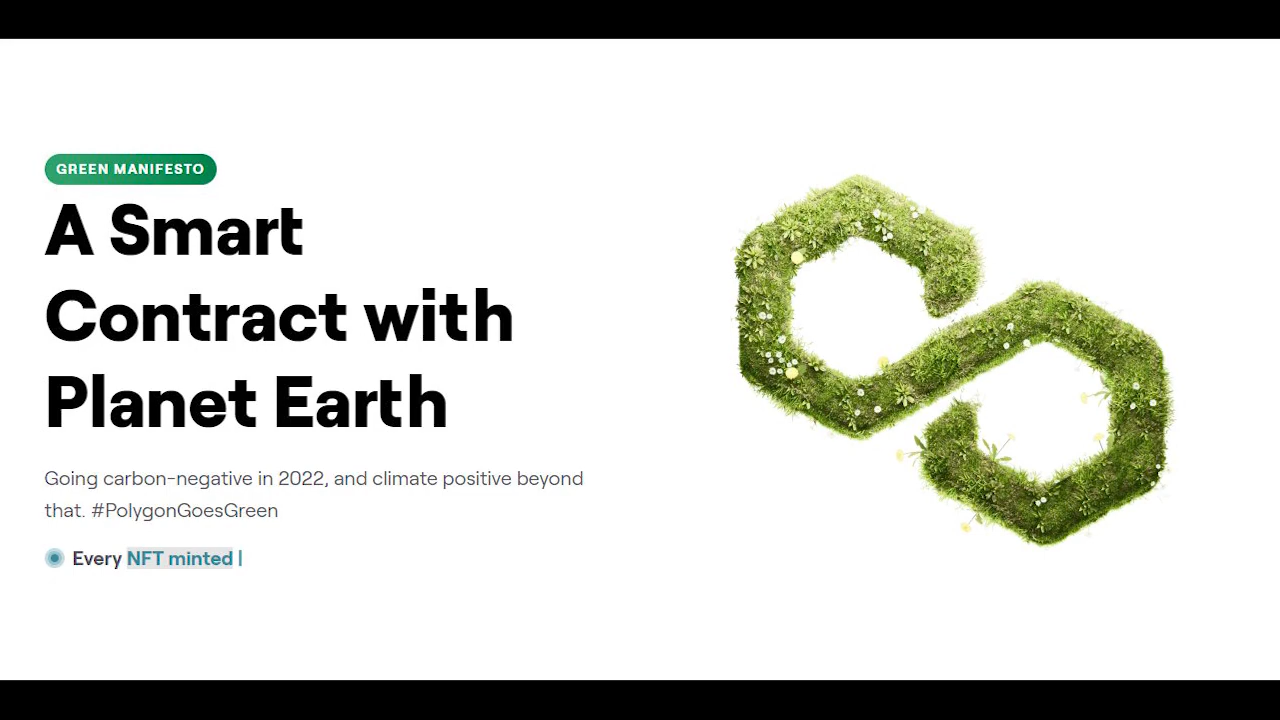 GREEN MANIFESTO
A Smart
Contract with
Planet Earth
Going carbon-negative in 2022, and climate positive beyond
that. #PolygonGoesGreen
Every NFT minted |